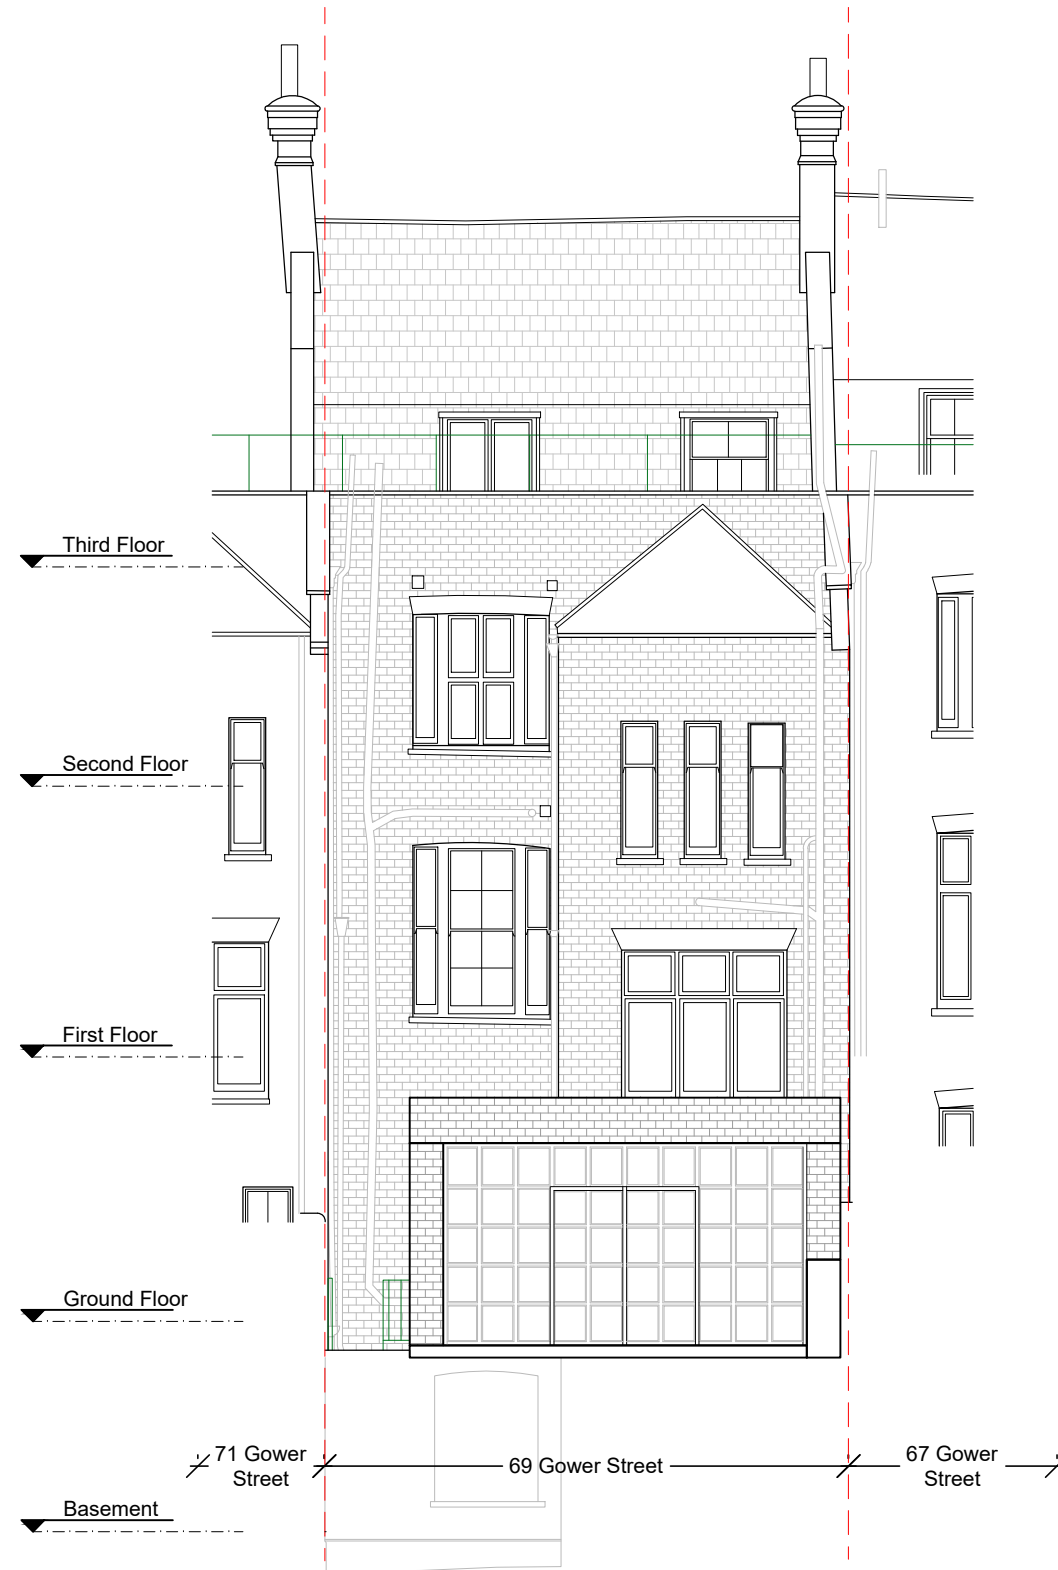 Third Floor
Second Floor
First Floor
Ground Floor
71 Gower
Street
69 Gower Street
67 Gower
Street
Basement